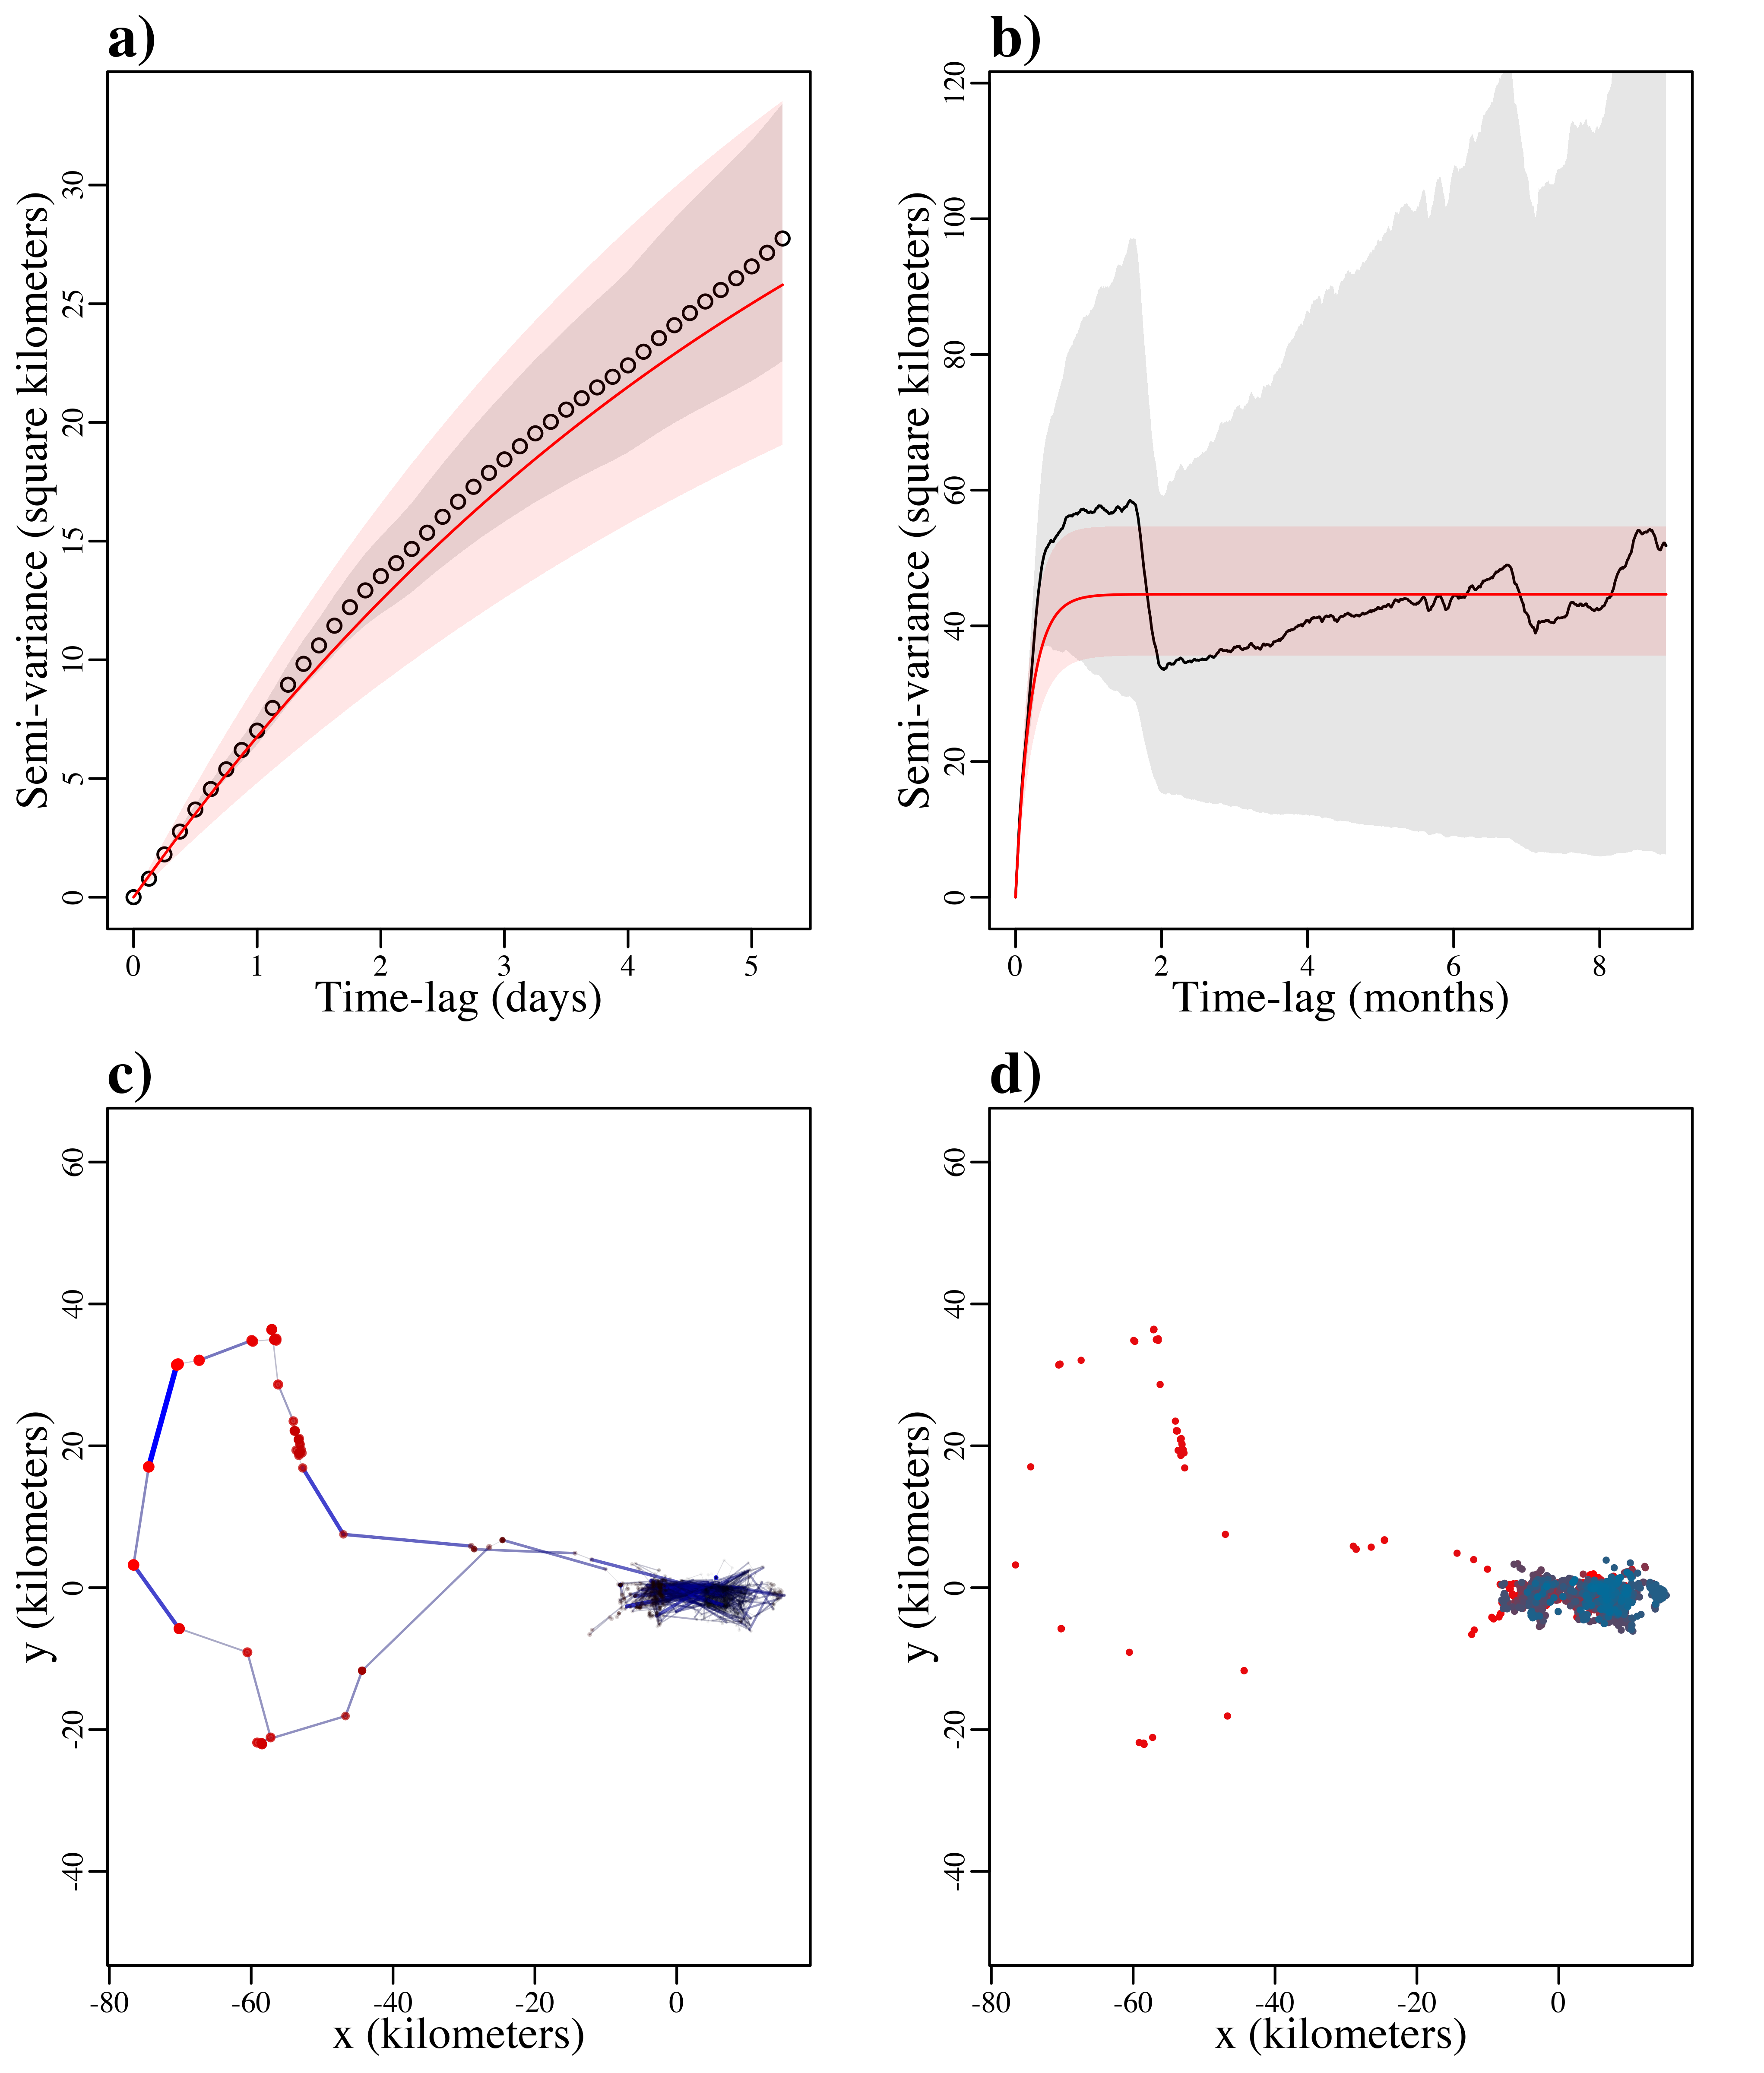 a)
Semi-variance (square kilometers)
0 5 10 15 20 25 30
0 1 2 3 4 5
Time-lag (days)
b)
Semi-variance (square kilometers)
0 20 40 60 80 100 120
0 2 4 6 8
Time-lag (months)
c)
y (kilometers)
-40 -20 0 20 40 60
-80 -60 -40 -20 0
x (kilometers)
d)
y (kilometers)
-40 -20 0 20 40 60
-80 -60 -40 -20 0
x (kilometers)